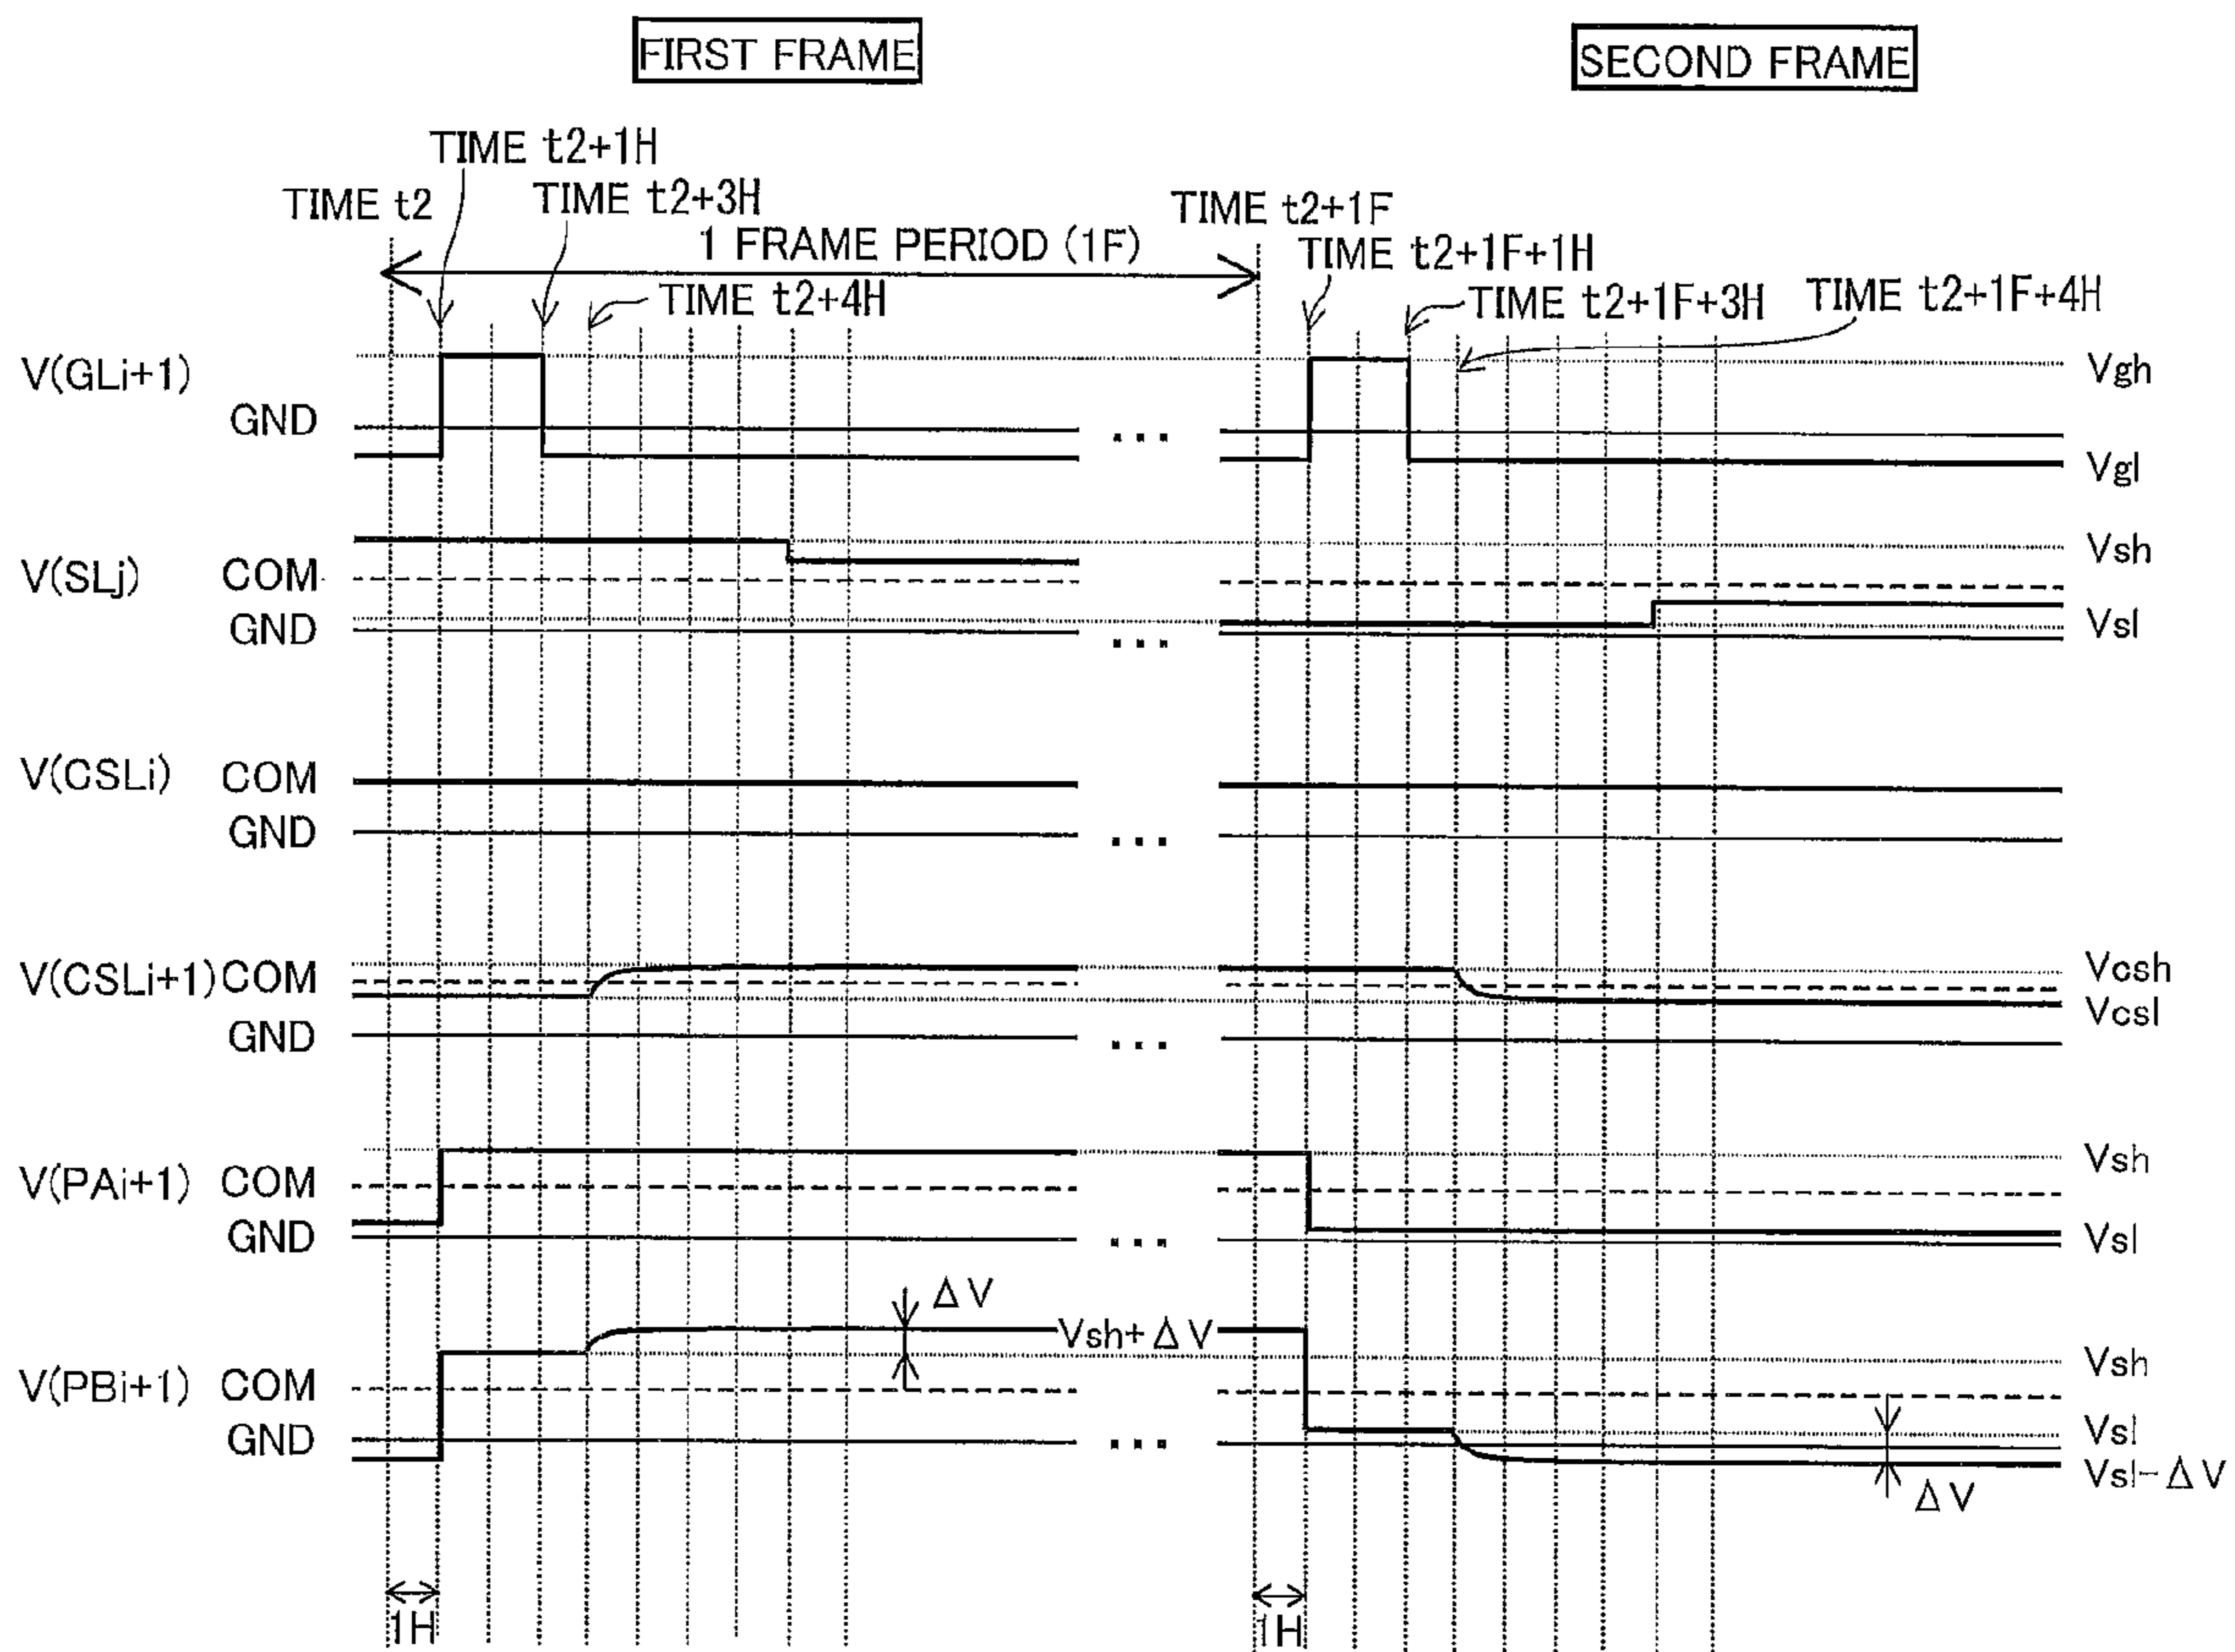 FIRST FRAME
SECOND FRAME
TIME t2+1H
TIME t2
TIME t2+3H
TIME t2+1F
1 FRAME PERIOD (1F)
TIME t2+1F+1H
TIME t2+4H
TIME t2+1F+3H
TIME t2+1F+4H
V(GLi+1)
Vgh
GND
...
Vgl
Vsh
V(SLj)
COM
GND
...
Vsl
V(CSLi)
COM
GND
...
V(CSLi+1)
COM
Vcsh
Vcsl
GND
...
V(PAi+1)
COM
Vsh
GND
...
Vsl
ΔV
Vsh+ΔV
V(PBi+1)
COM
Vsh
GND
...
Vsl
Vsl-ΔV
ΔV
1H
1H